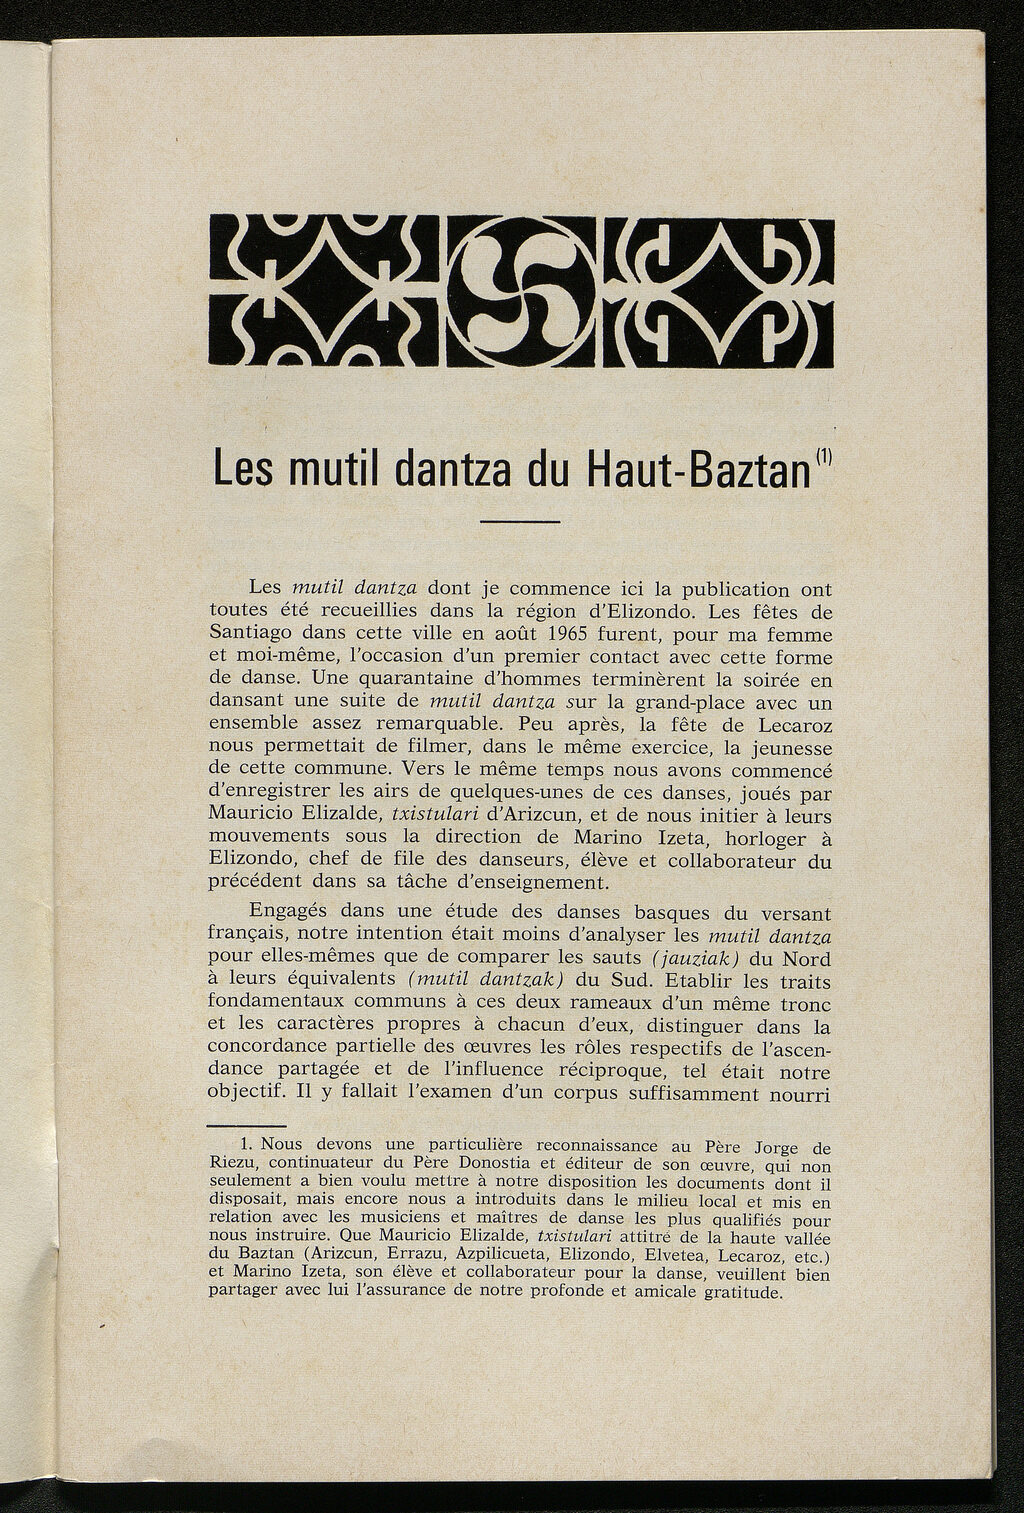 Les mutil dantza du Haut-Baztan (1)
Les mutil dantza dont je commence ici la publication ont
toutes été recueillies dans la région d'Elizondo. Les fêtes de
Santiago dans cette ville en août 1965 furent, pour ma femme
et moi-même, l'occasion d'un premier contact avec cette forme
de danse. Une quarantaine d'hommes terminèrent la soirée en
dansant une suite de mutil dantza sur la grand-place avec un
ensemble assez remarquable. Peu après, la fête de Lecaroz
nous permettait de filmer, dans le même exercice, la jeunesse
de cette commune. Vers le même temps nous avons commencé
d'enregistrer les airs de quelques-unes de ces danses, joués par
Mauricio Elizalde, txistulari d'Arizcun, et de nous initier à leurs
mouvements sous la direction de Marino Izeta, horloger à
Elizondo, chef de file des danseurs, élève et collaborateur du
précédent dans sa tâche d'enseignement.
Engagés dans une étude des danses basques du versant
français, notre intention était moins d'analyser les mutil dantza
pour elles-mêmes que de comparer les sauts (jauziak) du Nord
à leurs équivalents (mutil dantzak) du Sud. Etablir les traits
fondamentaux communs à ces deux rameaux d'un même tronc
et les caractères propres à chacun d'eux, distinguer dans la
concordance partielle des œuvres les rôles respectifs de l'ascen-
dance partagée et de l'influence réciproque, tel était notre
objectif. Il y fallait l'examen d'un corpus suffisamment nourri
1. Nous devons une particulière reconnaissance au Père Jorge de
Riezu, continuateur du Père Donostia et éditeur de son œuvre, qui non
seulement a bien voulu mettre à notre disposition les documents dont il
disposait, mais encore nous a introduits dans le milieu local et mis en
relation avec les musiciens et maîtres de danse les plus qualifiés pour
nous instruire. Que Mauricio Elizalde, txistulari attitré de la haute vallée
du Baztan (Arizcun, Errazu, Azpilicueta, Elizondo, Elvetea, Lecaroz, etc.)
et Marino Izeta, son élève et collaborateur pour la danse, veuillent bien
partager avec lui l'assurance de notre profonde et amicale gratitude.